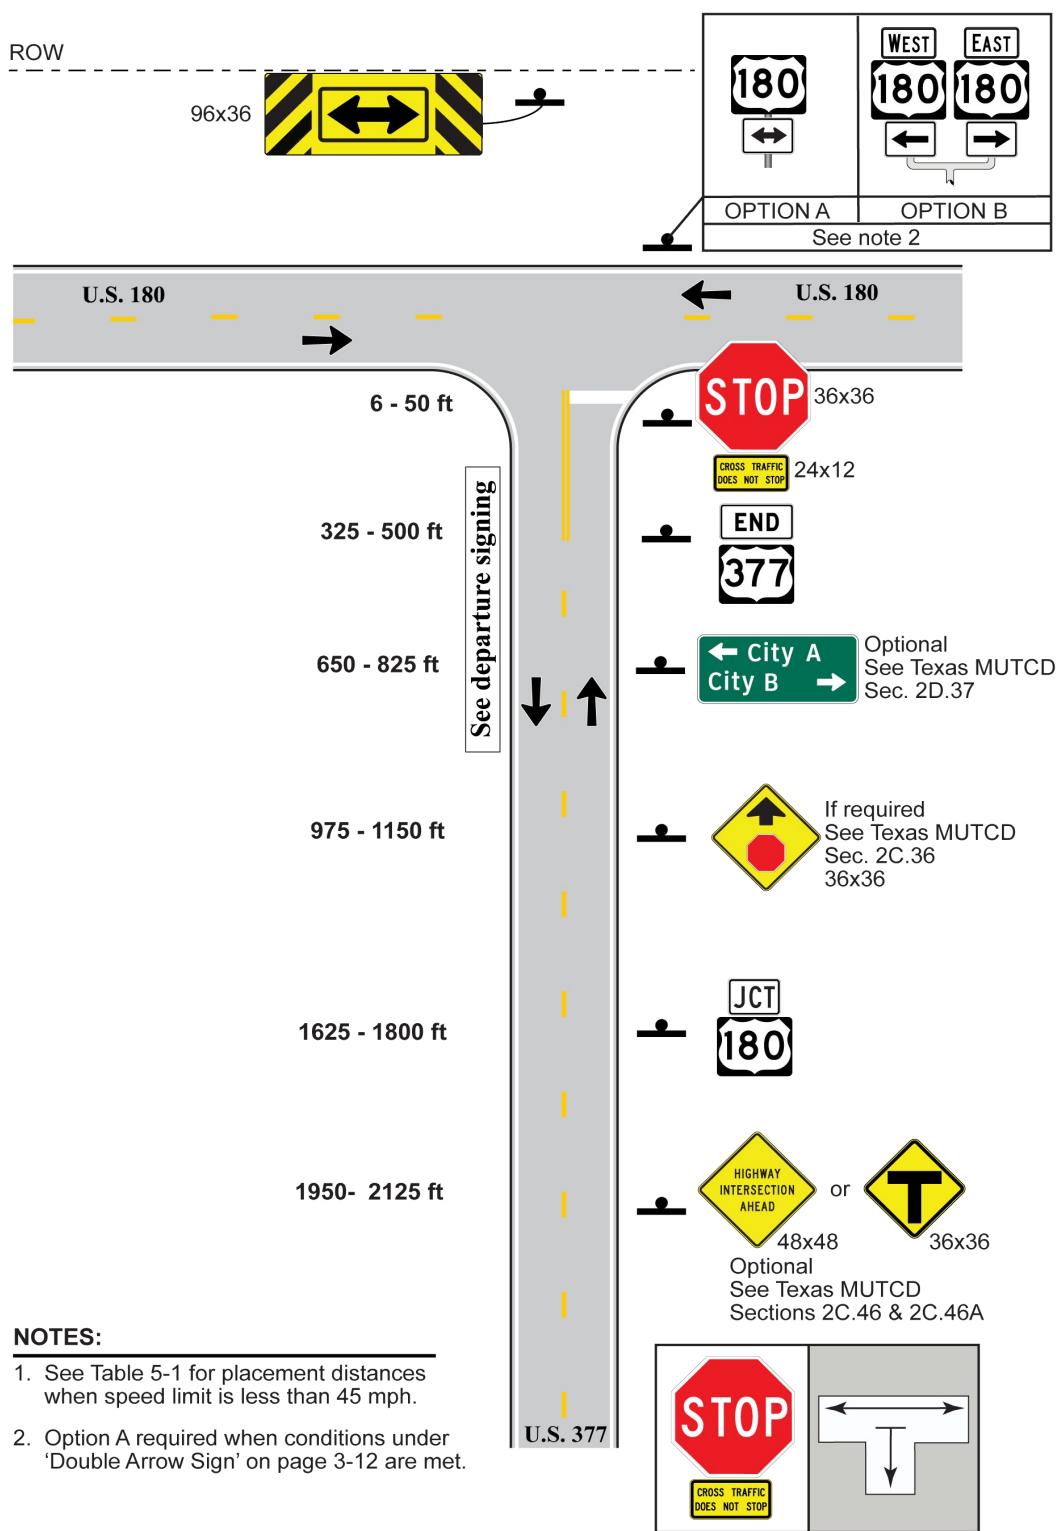 ROW
96x36
180
WEST EAST
180 180
OPTION A OPTION B
See note 2
U.S. 180 U.S. 180
6 - 50 ft
STOP 36x36
CROSS TRAFFIC
DOES NOT STOP
24x12
See departure signing
325 - 500 ft
END
377
650 - 825 ft
City A
City B
Optional
See Texas MUTCD
Sec. 2D.37
975 - 1150 ft
If required
See Texas MUTCD
Sec. 2C.36
36x36
1625 - 1800 ft
JCT
180
1950- 2125 ft
HIGHWAY
INTERSECTION
AHEAD
or
48x48 36x36
Optional
See Texas MUTCD
Sections 2C.46 & 2C.46A
NOTES:
1. See Table 5-1 for placement distances
when speed limit is less than 45 mph.
2. Option A required when conditions under
'Double Arrow Sign' on page 3-12 are met.
U.S. 377
STOP
CROSS TRAFFIC
DOES NOT STOP